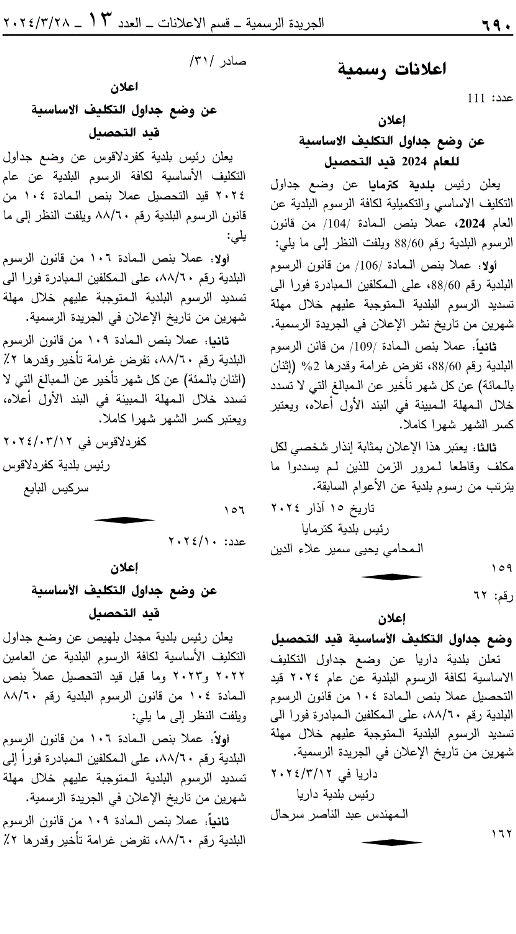 ٦٩٠
الجريدة الرسمية ــ قسم الاعلانات ــ العدد ١٣ ــ ٢٠٢٤/٣/٢٨
اعلانات رسمية
عدد: 111
إعلان
عن وضع جداول التكليف الاساسية
للعام 2024 قيد التحصيل
يعلن رئيس بلدية كترمايا عن وضع جداول
التكليف الاساسي والتكميلية لكافة الرسوم البلدية عن
العام 2024، عملا بنص المادة /104/ من قانون
الرسوم البلدية رقم 88/60 ويلفت النظر إلى ما يلي:
أولا: عملا بنص المادة /106/ من قانون الرسوم
البلدية رقم 88/60، على المكلفين المبادرة فورا الى
تسديد الرسوم البلدية المتوجبة عليهم خلال مهلة
شهرين من تاريخ نشر الإعلان في الجريدة الرسمية.
ثانياً: عملا بنص المادة /109/ من قانن الرسوم
البلدية رقم 88/60، تفرض غرامة وقدرها 2% (إثنان
بالمائة) عن كل شهر تأخير عن المبالغ التي لا تسدد
خلال المهلة المبينة في البند الأول أعلاه، ويعتبر
كسر الشهر شهرا كاملا.
ثالثا: يعتبر هذا الإعلان بمثابة إنذار شخصي لكل
مكلف وقاطعا لمرور الزمن للذين لم يسددوا ما
يترتب من رسوم بلدية عن الأعوام السابقة.
تاريخ ١٥ آذار ٢٠٢٤
رئيس بلدية كترمايا
المحامي يحيى سمير علاء الدين
١٥٩
رقم: ٦٢
إعلان
وضع جداول التكليف الأساسية قيد التحصيل
تعلن بلدية داريا عن وضع جداول التكليف
الاساسية لكافة الرسوم البلدية عن عام ٢٠٢٤ قيد
التحصيل عملا بنص المادة ١٠٤ من قانون الرسوم
البلدية رقم ٨٨/٦٠، على المكلفين المبادرة فورا الى
تسديد الرسوم البلدية المتوجبة عليهم خلال مهلة
شهرين من تاريخ الإعلان في الجريدة الرسمية.
داريا في ٢٠٢٤/٣/١٢
رئيس بلدية داريا
المهندس عبد الناصر سرحال
١٦٢
صادر /٣١/
اعلان
عن وضع جداول التكليف الاساسية
قيد التحصيل
يعلن رئيس بلدية كفردلاقوس عن وضع جداول
التكليف الأساسية لكافة الرسوم البلدية عن عام
٢٠٢٤ قيد التحصيل عملا بنص المادة ١٠٤ من
قانون الرسوم البلدية رقم ٨٨/٦٠ ويلفت النظر إلى ما
يلي:
أولا: عملا بنص المادة ١٠٦ من قانون الرسوم
البلدية رقم ٨٨/٦٠، على المكلفين المبادرة فورا الى
تسديد الرسوم البلدية المتوجبة عليهم خلال مهلة
شهرين من تاريخ الإعلان في الجريدة الرسمية.
ثانيا: عملا بنص المادة ١٠٩ من قانون الرسوم
البلدية رقم ٨٨/٦٠، تفرض غرامة تأخير وقدرها ٢٪
(اثنان بالمئة) عن كل شهر تأخير عن المبالغ التي لا
تسدد خلال المهلة المبينة في البند الأول أعلاه،
ويعتبر كسر الشهر شهرا كاملا.
كفردلاقوس في ٢٠٢٤/٠٣/١٢
رئيس بلدية كفردلاقوس
سركيس البايع
١٥٦
عدد: ٢٠٢٤/١٠
إعلان
عن وضع جداول التكليف الأساسية
قيد التحصيل
يعلن رئيس بلدية مجدل بلهيص عن وضع جداول
التكليف الأساسية لكافة الرسوم البلدية عن العامين
٢٠٢٢ و٢٠٢٣ وما قبل قيد التحصيل عملاً بنص
المادة ١٠٤ من قانون الرسوم البلدية رقم ٨٨/٦٠
ويلفت النظر إلى ما يلي:
أولاً: عملا بنص المادة ١٠٦ من قانون الرسوم
البلدية رقم ٨٨/٦٠، على المكلفين المبادرة فوراً إلى
تسديد الرسوم البلدية المتوجبة عليهم خلال مهلة
شهرين من تاريخ الإعلان في الجريدة الرسمية.
ثانياً: عملا بنص المادة ١٠٩ من قانون الرسوم
البلدية رقم ٨٨/٦٠، تفرض غرامة تأخير وقدرها ٢٪